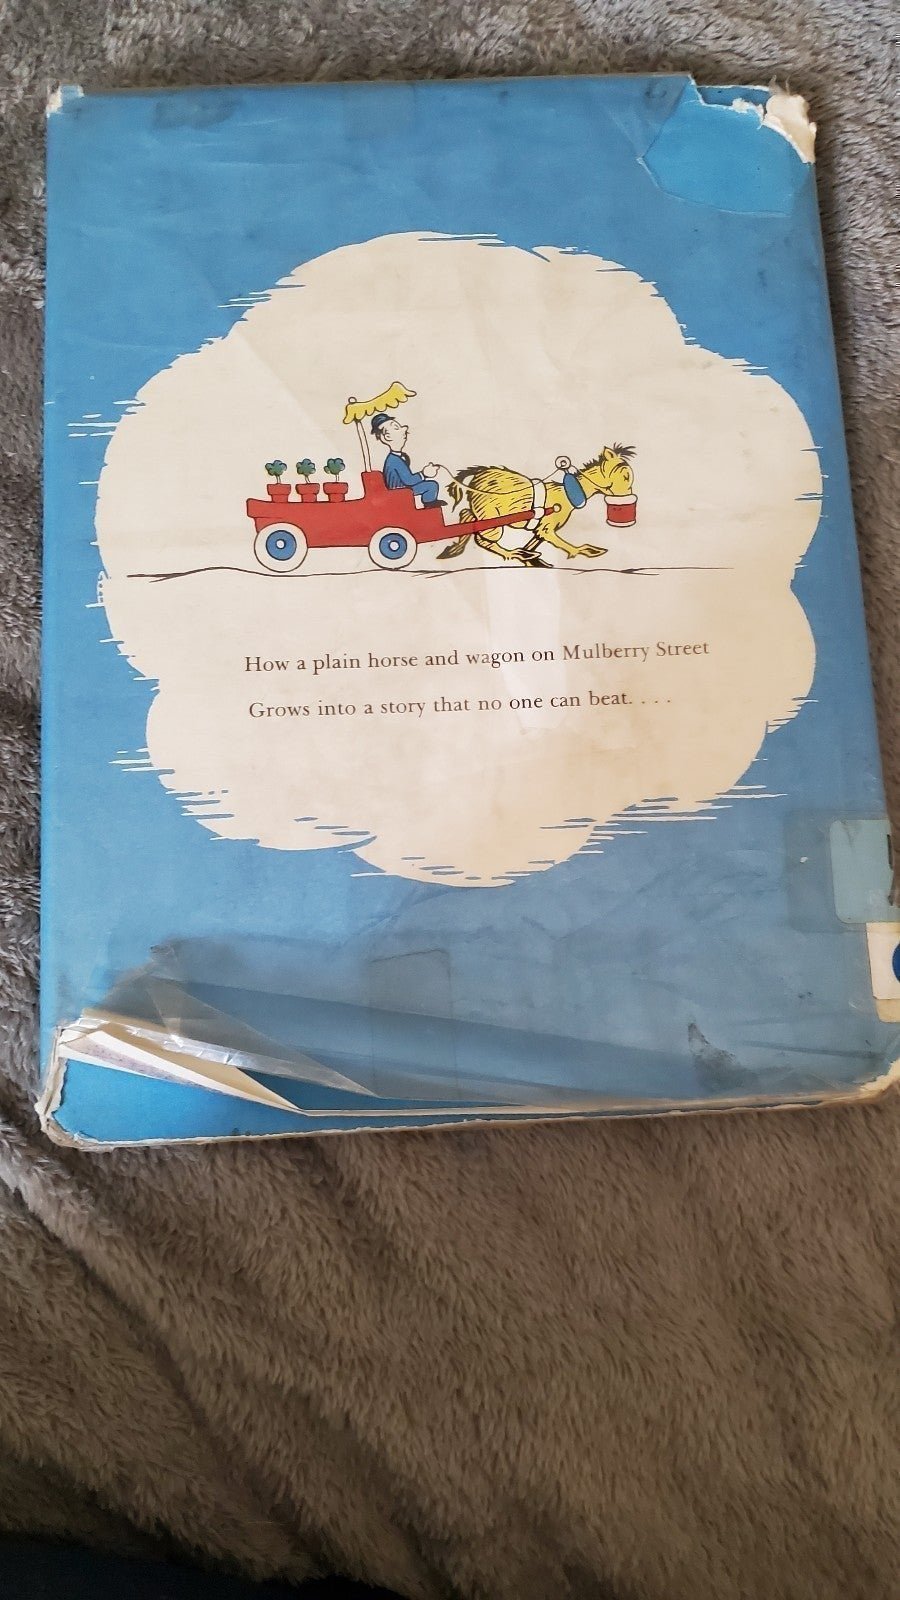 How a plain horse and wagon on Mulberry Street
Grows into a story that no one can beat. . . .